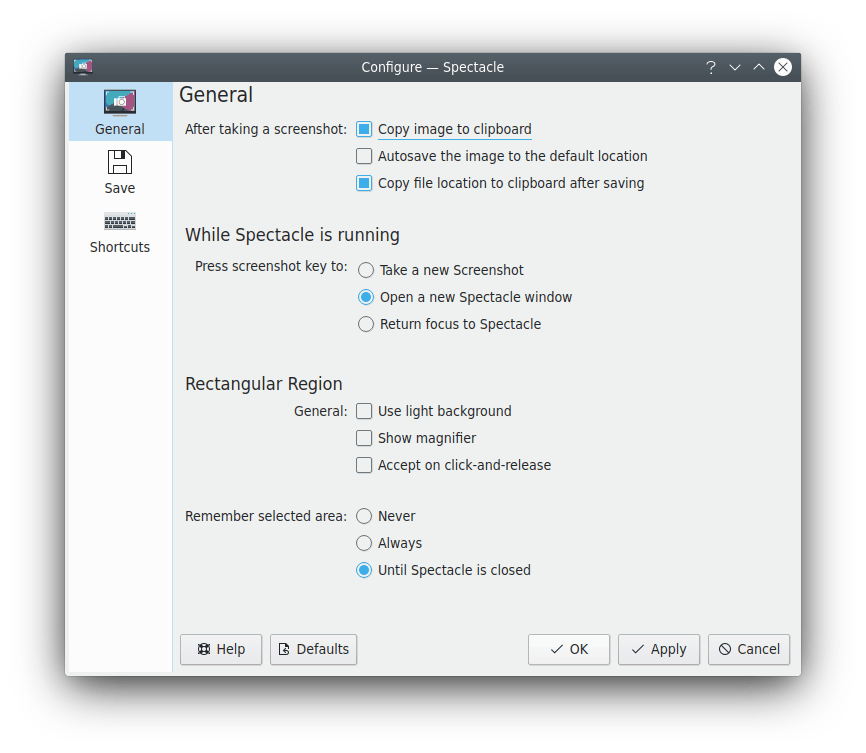 Configure — Spectacle
General
Save
Shortcuts
General
After taking a screenshot: Copy image to clipboard
Autosave the image to the default location
Copy file location to clipboard after saving
While Spectacle is running
Press screenshot key to: Take a new Screenshot
Open a new Spectacle window
Return focus to Spectacle
Rectangular Region
General: Use light background
Show magnifier
Accept on click-and-release
Remember selected area: Never
Always
Until Spectacle is closed
Help Defaults OK Apply Cancel